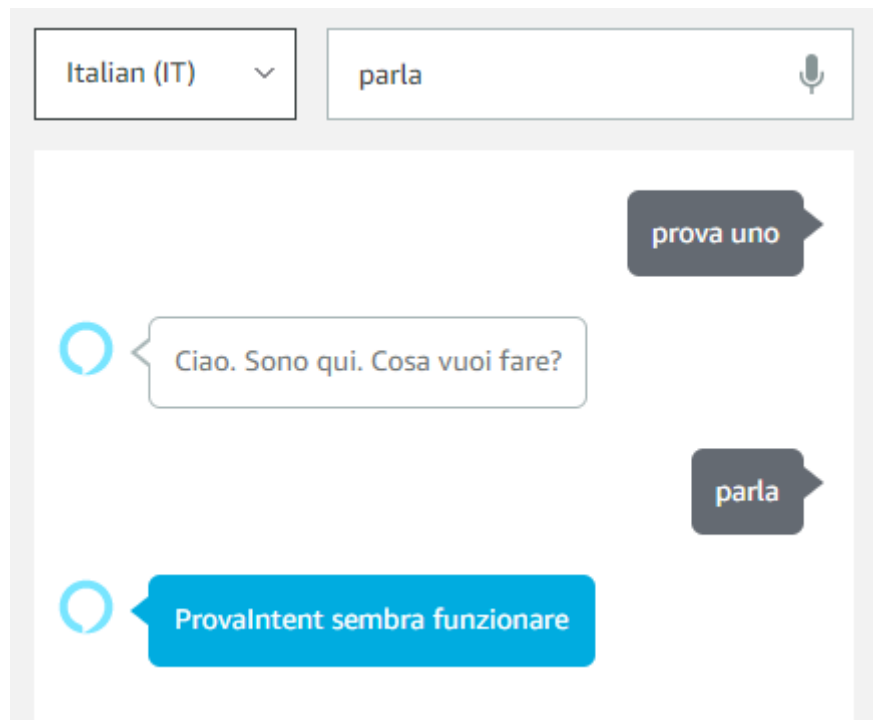 Italian (IT)
parla
prova uno
Ciao. Sono qui. Cosa vuoi fare?
parla
ProvaIntent sembra funzionare